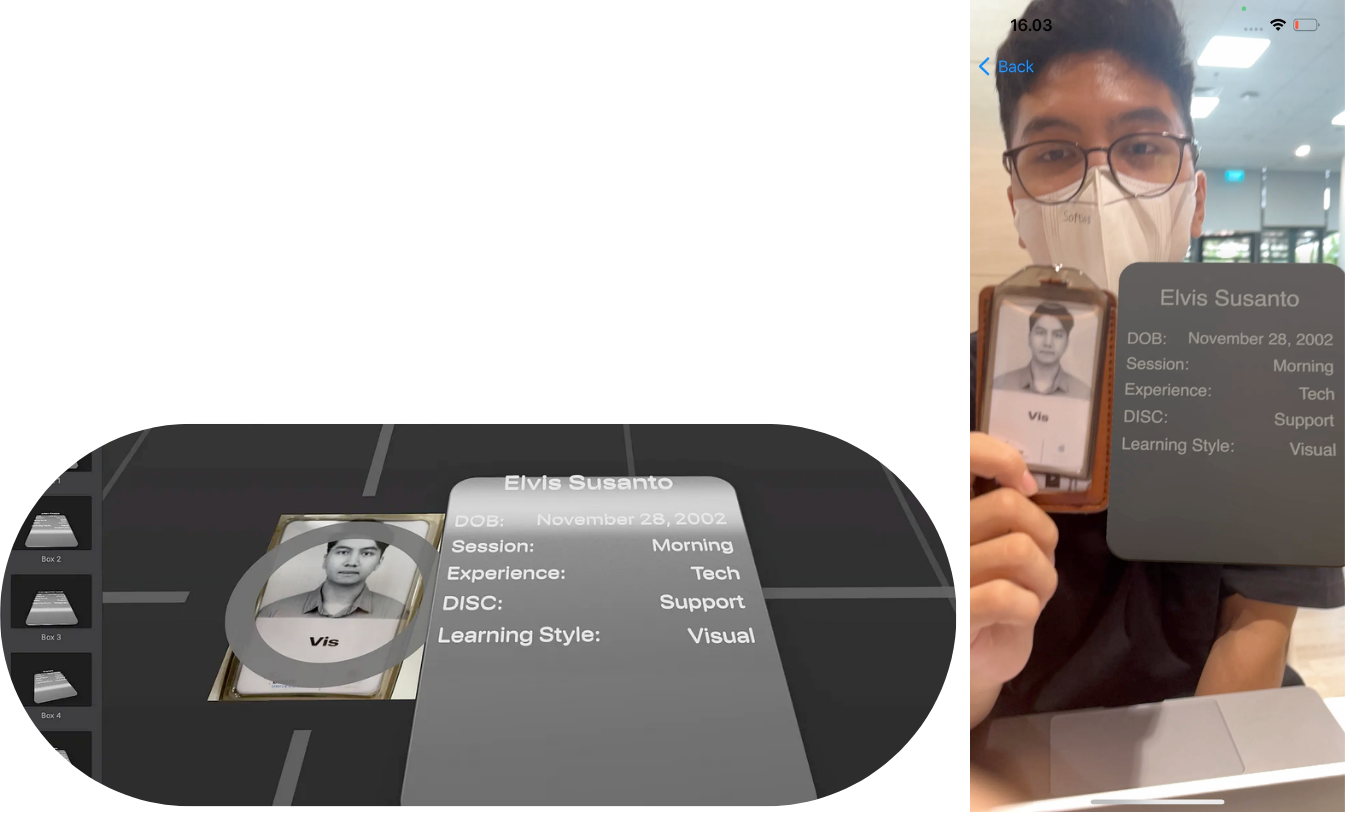 Elvis Susanto
DOB: November 28, 2002
Session: Morning
Experience: Tech
DISC: Support
Learning Style: Visual
Vis
Box 2
Box 3
Box 4
16.03
Back
Softies
Elvis Susanto
DOB: November 28, 2002
Session: Morning
Experience: Tech
DISC: Support
Learning Style: Visual
Vis